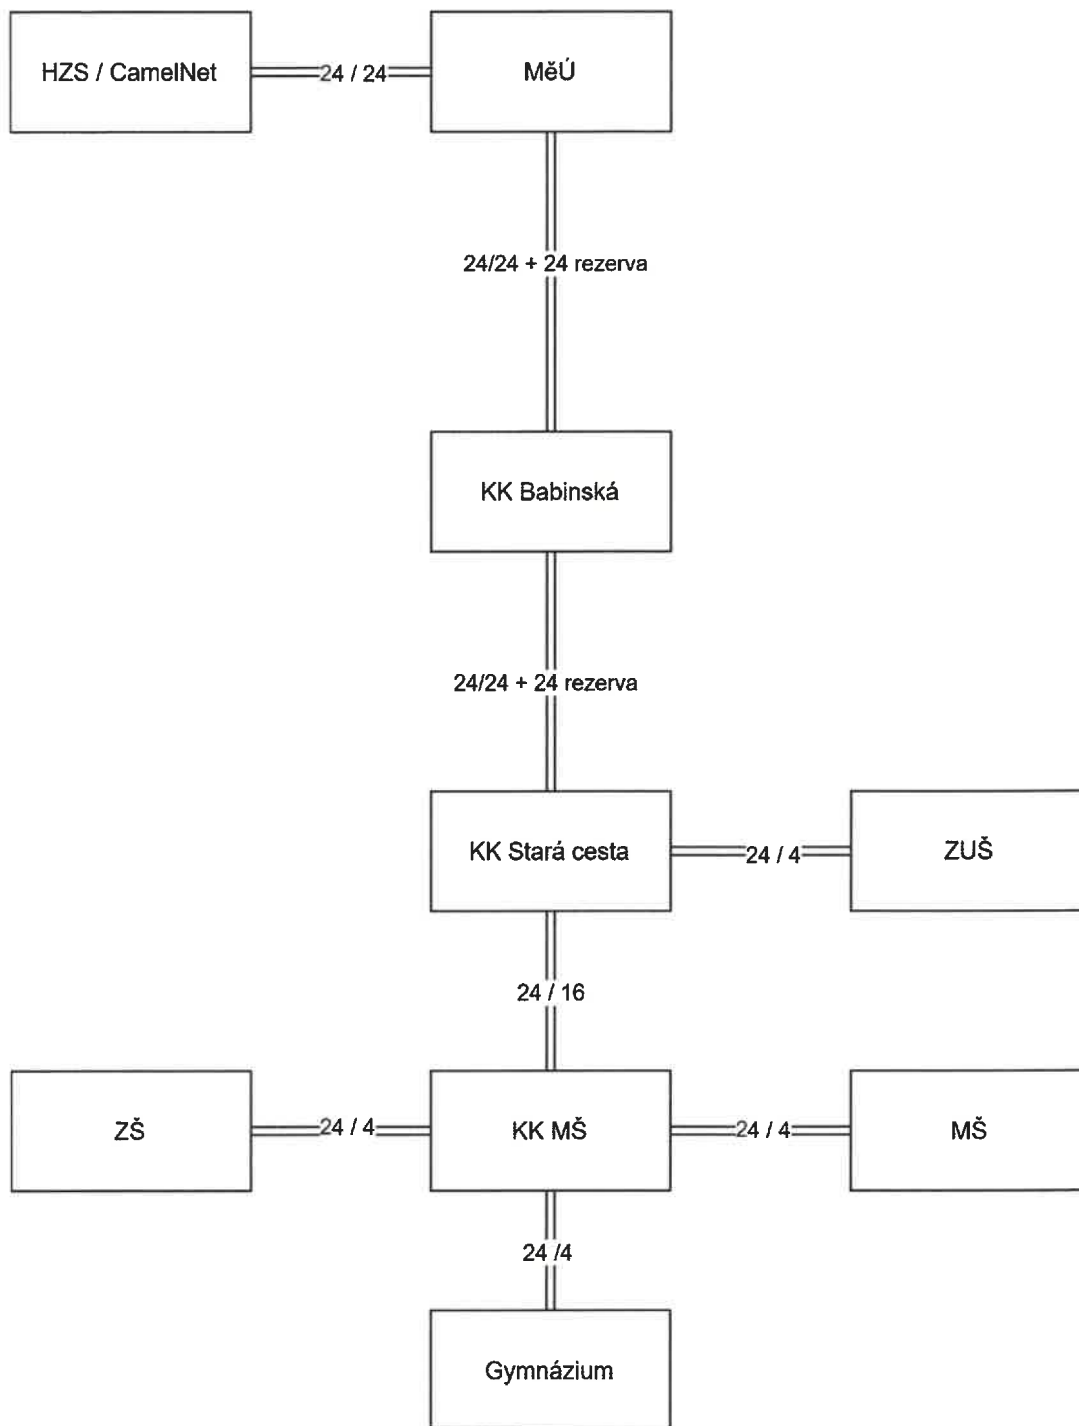 HZS / CamelNet
24 / 24
MěÚ
24/24 + 24 rezerva
KK Babinská
24/24 + 24 rezerva
KK Stará cesta
24 / 4
ZUŠ
24 / 16
ZŠ
24 / 4
KK MŠ
24 / 4
MŠ
24 /4
Gymnázium